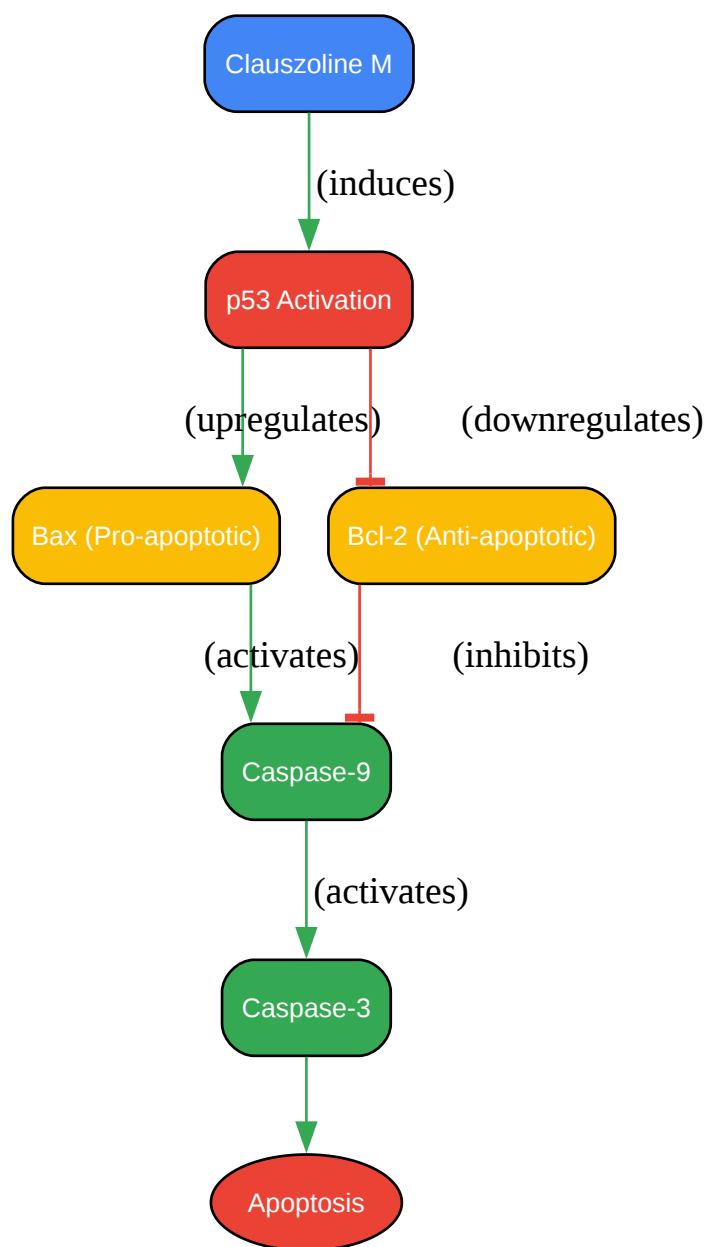 Clauszoline M
(induces)
p53 Activation
(upregulates)
(downregulates)
Bax (Pro-apoptotic)
Bcl-2 (Anti-apoptotic)
(activates)
(inhibits)
Caspase-9
(activates)
Caspase-3
Apoptosis